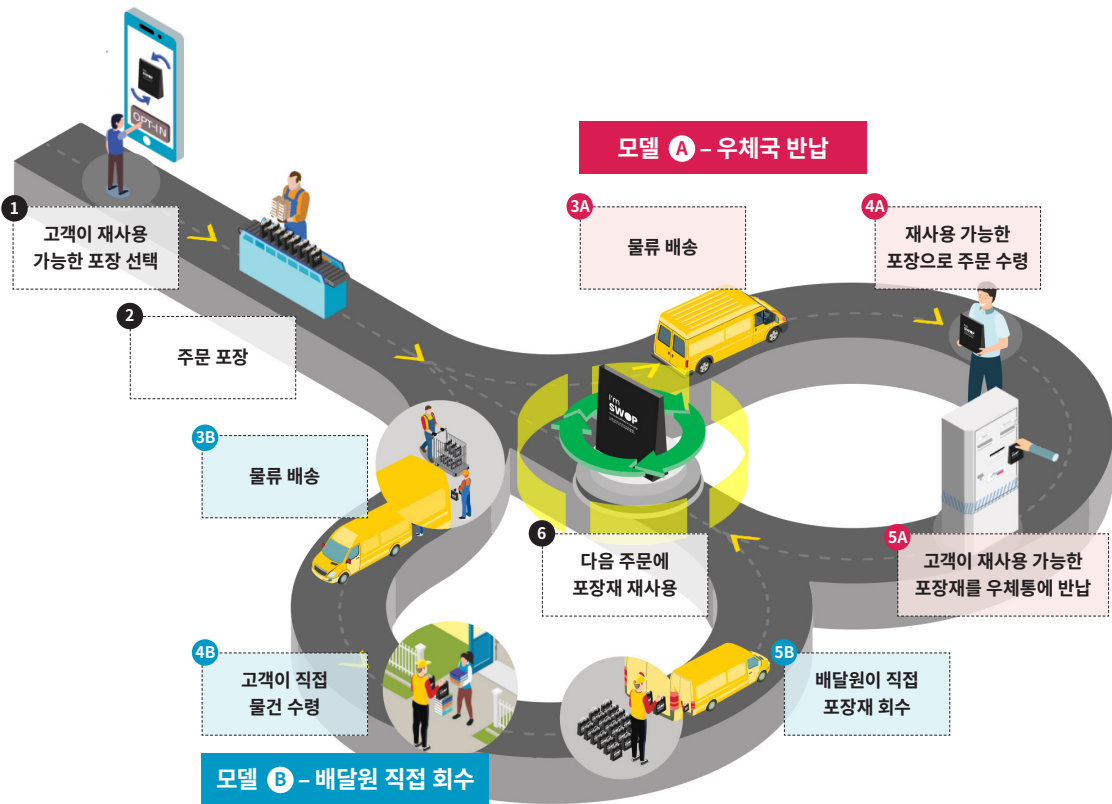 OPT-IN
1
고객이 재사용
가능한 포장 선택
2
주문 포장
모델 A – 우체국 반납
3A
물류 배송
4A
재사용 가능한
포장으로 주문 수령
5A
고객이 재사용 가능한
포장재를 우체통에 반납
3B
물류 배송
4B
고객이 직접
물건 수령
5B
배달원이 직접
포장재 회수
6
다음 주문에
포장재 재사용
I'm
SWOP
모델 B – 배달원 직접 회수